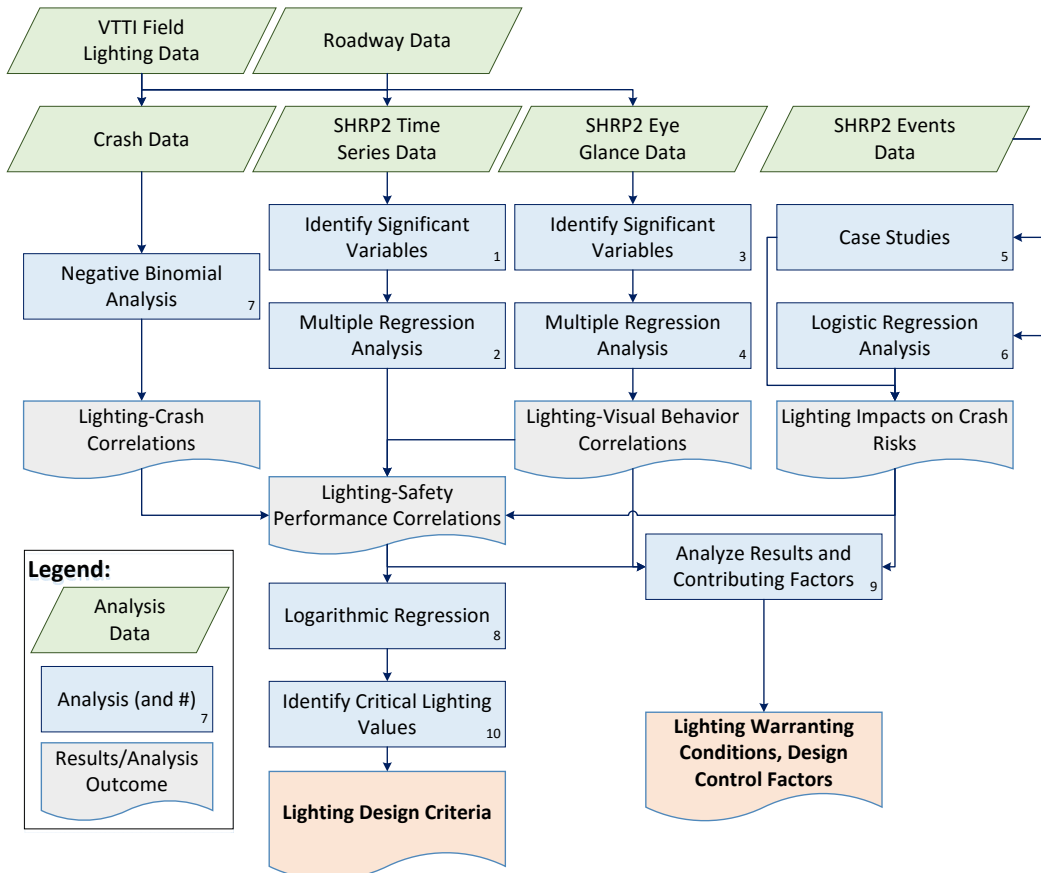 VTTI Field
Lighting Data
Roadway Data
Crash Data
SHRP2 Time
Series Data
SHRP2 Eye
Glance Data
SHRP2 Events
Data
Identify Significant
Variables
1
Identify Significant
Variables
3
Case Studies
5
Negative Binomial
Analysis
7
Multiple Regression
Analysis
2
Multiple Regression
Analysis
4
Logistic Regression
Analysis
6
Lighting-Crash
Correlations
Lighting-Visual Behavior
Correlations
Lighting Impacts on Crash
Risks
Lighting-Safety
Performance Correlations
Analyze Results and
Contributing Factors
9
Legend:
Analysis
Data
Analysis (and #)
7
Results/Analysis
Outcome
Logarithmic Regression
8
Identify Critical Lighting
Values
10
Lighting Warranting
Conditions, Design
Control Factors
Lighting Design Criteria